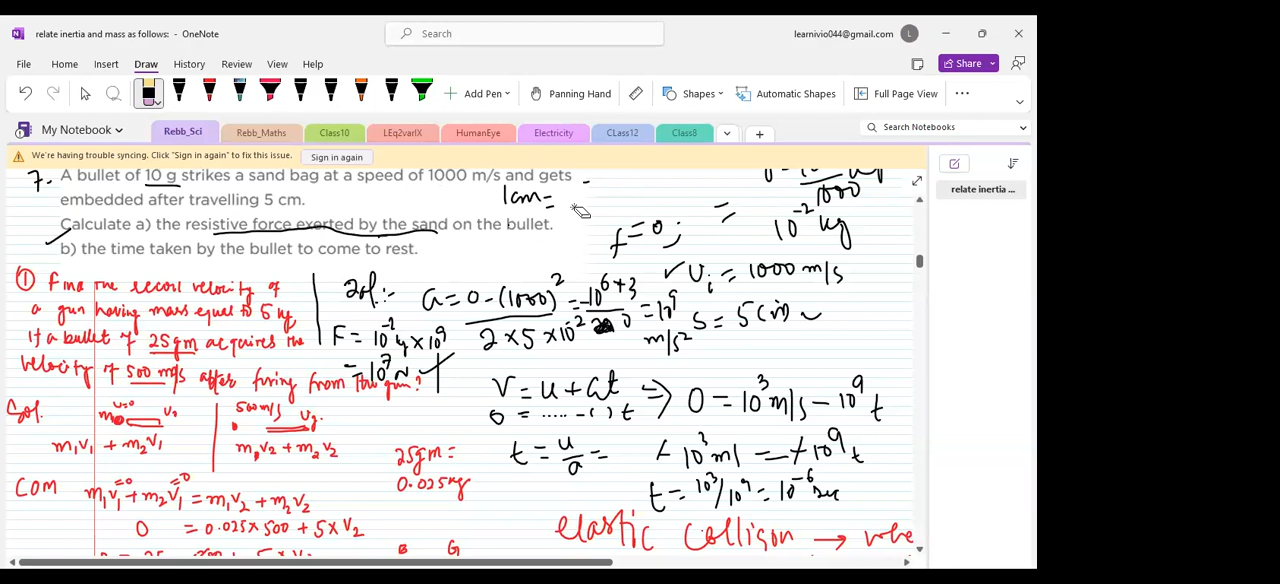 relate inertia and mass as follows: - OneNote
Search
learnivio044@gmail.com
L
File Home Insert Draw History Review View Help
Share
Add Pen
Panning Hand
Shapes
Automatic Shapes
Full Page View
My Notebook
Rebb_Sci
Rebb_Maths
Class10
LEq2varIX
HumanEye
Electricity
CLass12
Class8
Search Notebooks
We're having trouble syncing. Click "Sign in again" to fix this issue.
Sign in again
relate inertia ...
7. A bullet of 10 g strikes a sand bag at a speed of 1000 m/s and gets
embedded after travelling 5 cm.
Calculate a) the resistive force exerted by the sand on the bullet.
b) the time taken by the bullet to come to rest.
1cm =
1000
= 10⁻² kg
f = 0;
Ui = 1000 m/s
S = 5 cm
Sol:- a = 0 - (1000)²
2 × 5 × 10⁻²
= 10⁹
m/s²
F = 10⁻² kg × 10⁹
= 10⁷ N
V = U + at ⇒ 0 = 10³ m/s - 10⁹ t
t = u/a =
t = 10³/10⁹ = 10⁻⁶ sec
① Find the recoil velocity of
a gun having mass equal to 5 kg,
if a bullet of 25gm acquires the
velocity of 500 m/s after firing from the gun?
Sol
500m/s
m₁v₁ + m₂v₁
m₁v₂ + m₂v₂
25gm =
0.025kg
COM m₁v₁ + m₂v₁ = m₁v₂ + m₂v₂
0 = 0.025 × 500 + 5 × V₂
B G
elastic collision →